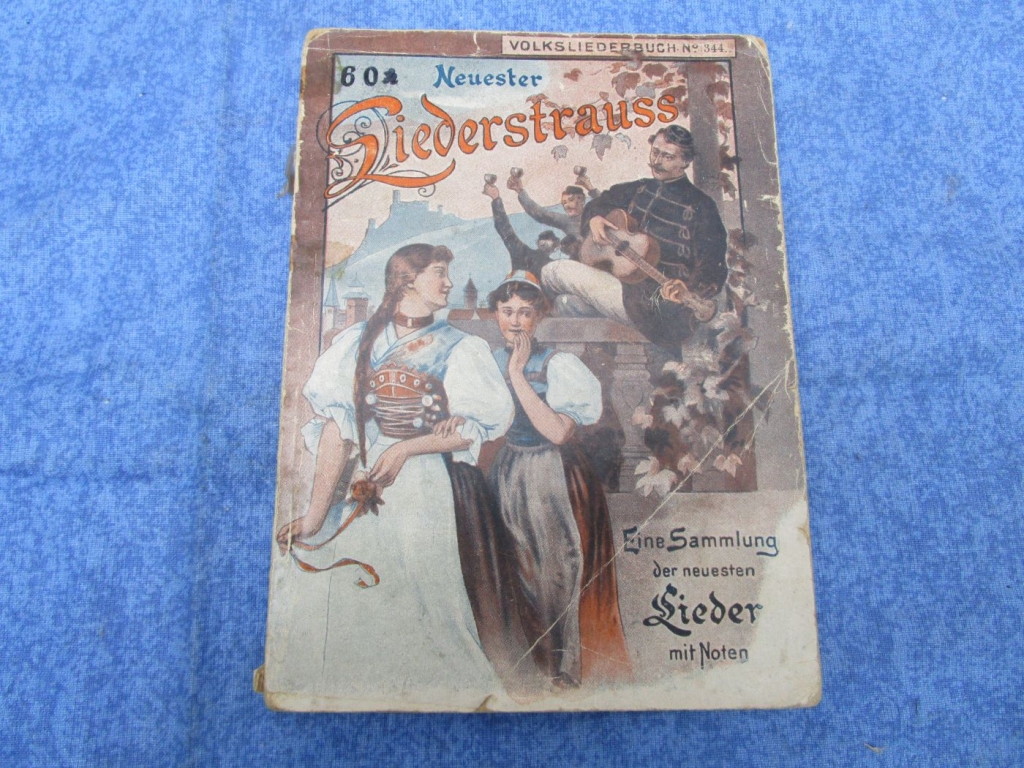 VOLKSLIEDERBUCH No 344.
60
Neuester
Liederstrauss
Eine Sammlung
der neuesten
Lieder
mit Noten